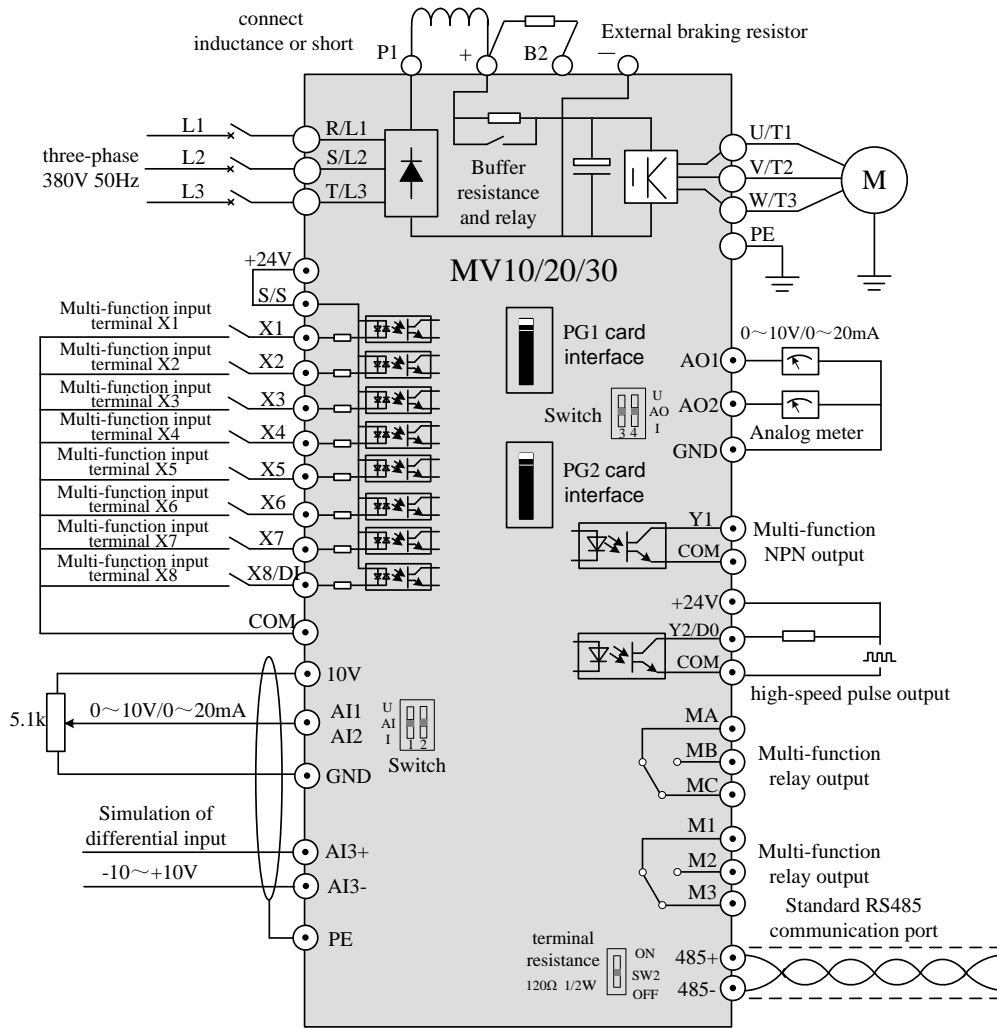 connect
inductance or short
P1
+
B2
—
External braking resistor
L1
L2
L3
three-phase
380V 50Hz
R/L1
S/L2
T/L3
Buffer
resistance
and relay
U/T1
V/T2
W/T3
M
PE
MV10/20/30
+24V
S/S
Multi-function input
terminal X1
X1
Multi-function input
terminal X2
X2
Multi-function input
terminal X3
X3
Multi-function input
terminal X4
X4
Multi-function input
terminal X5
X5
Multi-function input
terminal X6
X6
Multi-function input
terminal X7
X7
Multi-function input
terminal X8
X8/DI
COM
PG1 card
interface
Switch
U
AO
I
3 4
PG2 card
interface
0～10V/0～20mA
AO1
AO2
Analog meter
GND
Y1
COM
Multi-function
NPN output
+24V
Y2/D0
COM
high-speed pulse output
10V
5.1k
0～10V/0～20mA
AI1
AI2
U
AI
I
1 2
Switch
GND
Simulation of
differential input
AI3+
-10～+10V
AI3-
PE
MA
MB
MC
Multi-function
relay output
M1
M2
M3
Multi-function
relay output
Standard RS485
communication port
terminal
resistance
120Ω 1/2W
ON
SW2
OFF
485+
485-